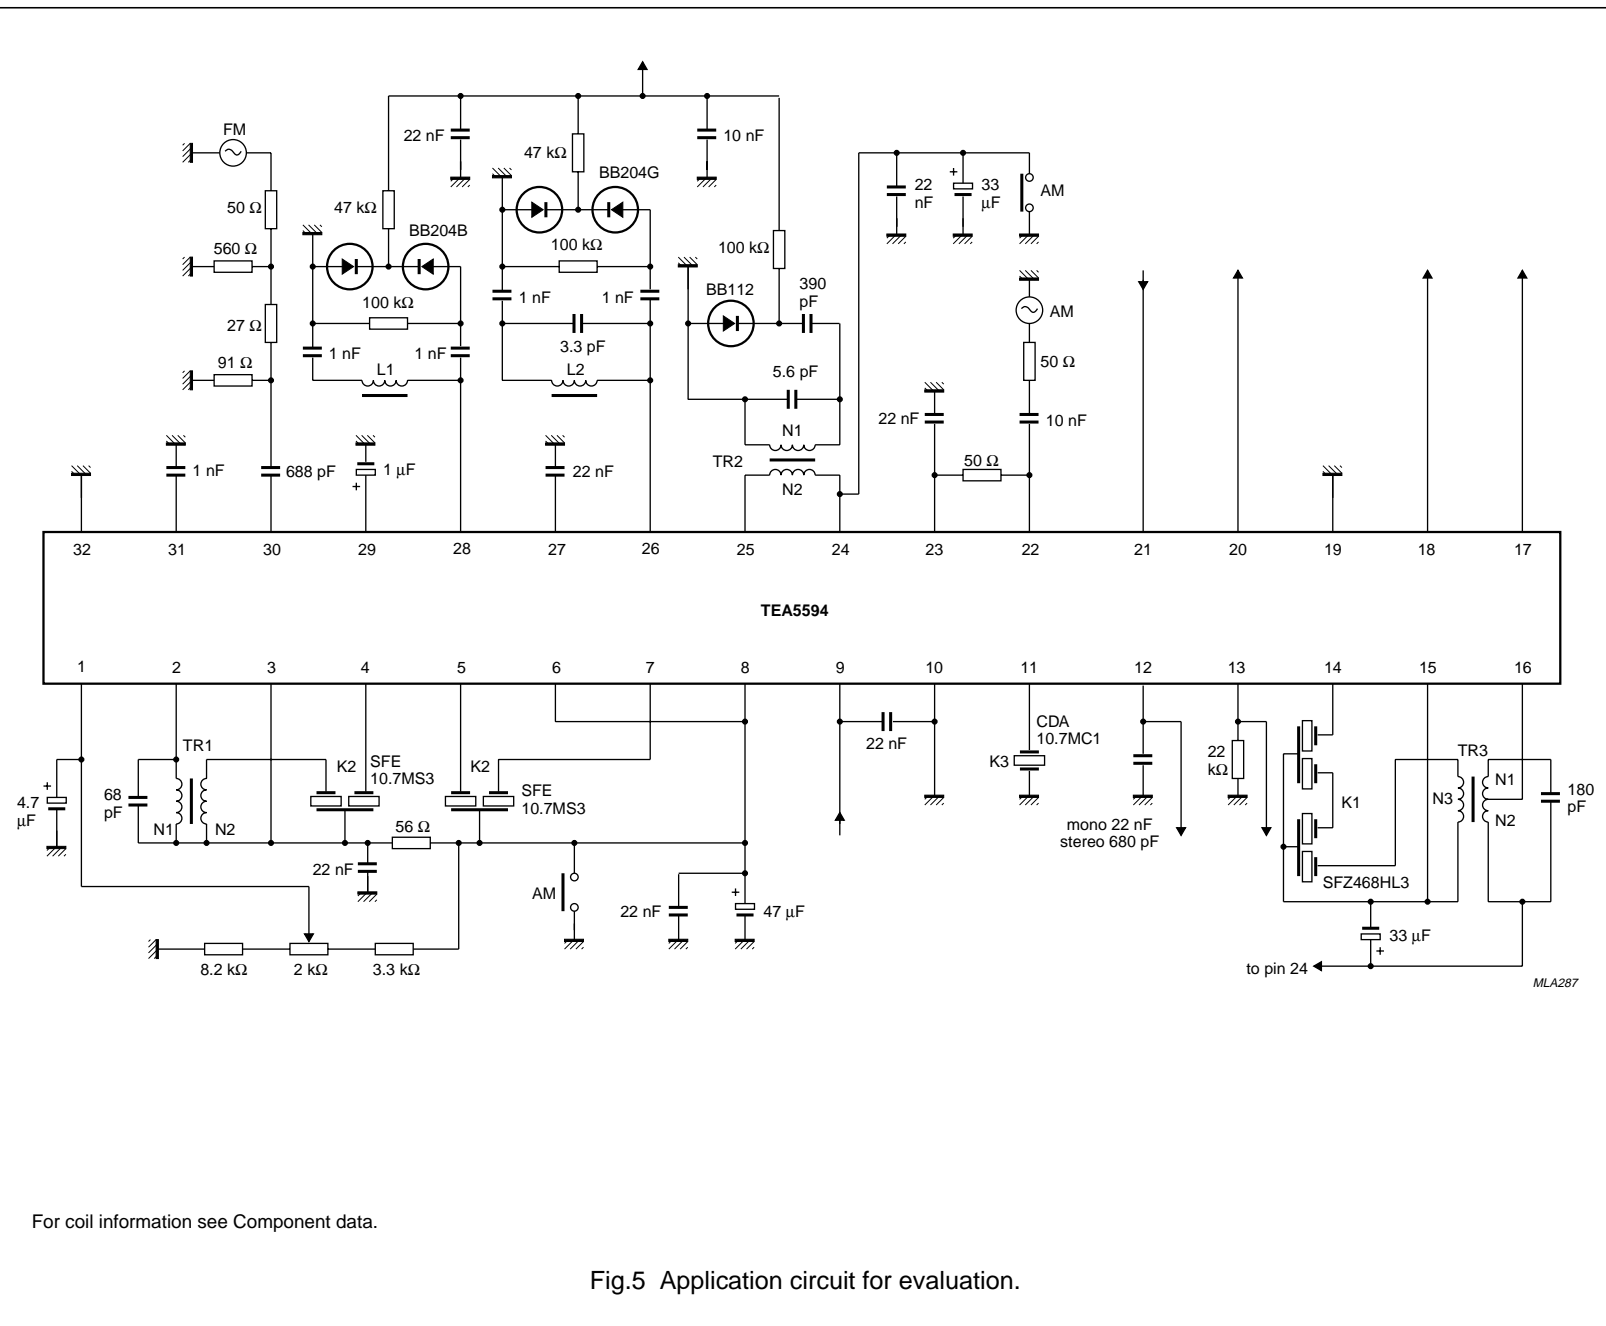 FM
22 nF
47 kΩ
10 nF
BB204G
50 Ω
47 kΩ
22
nF
+
33
μF
AM
560 Ω
BB204B
100 kΩ
100 kΩ
BB112
390
pF
1 nF
1 nF
100 kΩ
AM
27 Ω
3.3 pF
91 Ω
1 nF
1 nF
L1
L2
5.6 pF
50 Ω
22 nF
10 nF
N1
TR2
N2
50 Ω
1 nF
688 pF
1 μF
+
22 nF
32
31
30
29
28
27
26
25
24
23
22
21
20
19
18
17
TEA5594
1
2
3
4
5
6
7
8
9
10
11
12
13
14
15
16
TR1
K2
SFE
10.7MS3
K2
SFE
10.7MS3
22 nF
CDA
10.7MC1
K3
22
kΩ
TR3
N1
N3
N2
180
pF
K1
+
4.7
μF
68
pF
N1
N2
56 Ω
mono 22 nF
stereo 680 pF
22 nF
AM
22 nF
+
47 μF
SFZ468HL3
33 μF
+
8.2 kΩ
2 kΩ
3.3 kΩ
to pin 24
MLA287
For coil information see Component data.
Fig.5 Application circuit for evaluation.